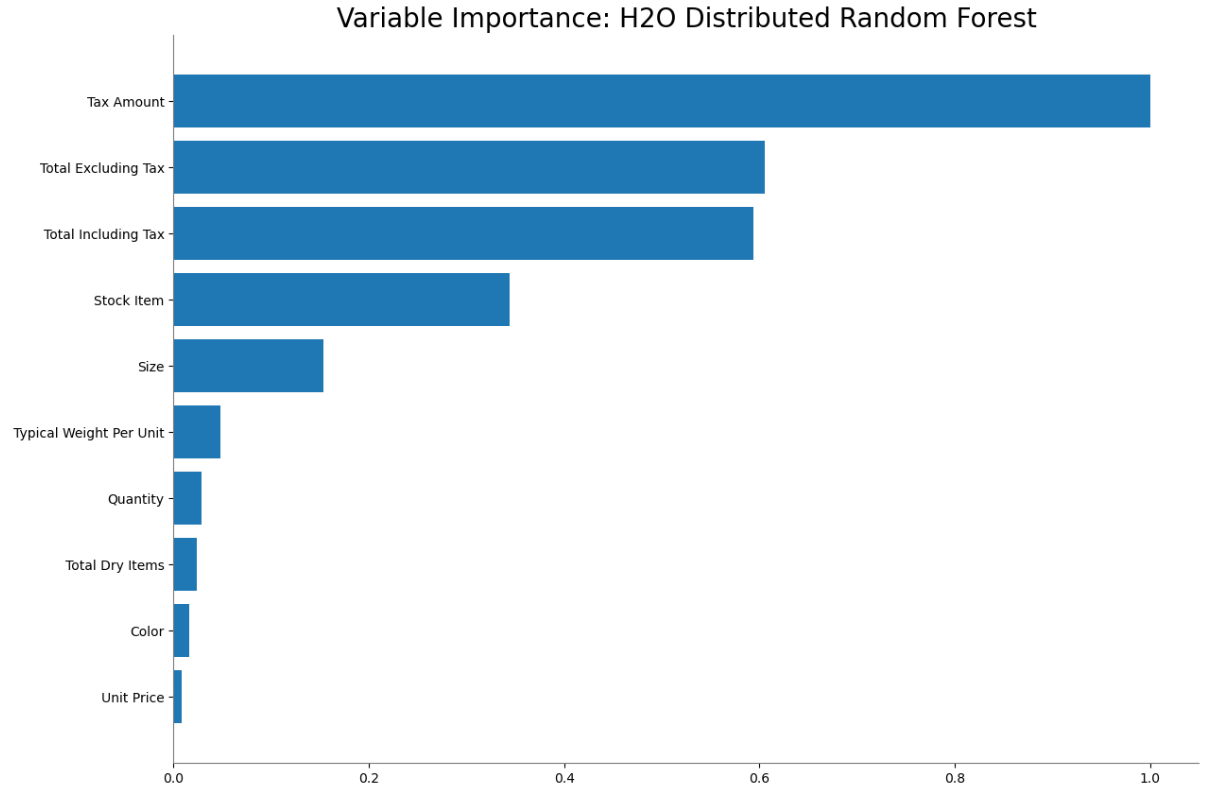 Variable Importance: H2O Distributed Random Forest
Tax Amount
Total Excluding Tax
Total Including Tax
Stock Item
Size
Typical Weight Per Unit
Quantity
Total Dry Items
Color
Unit Price
0.0 0.2 0.4 0.6 0.8 1.0